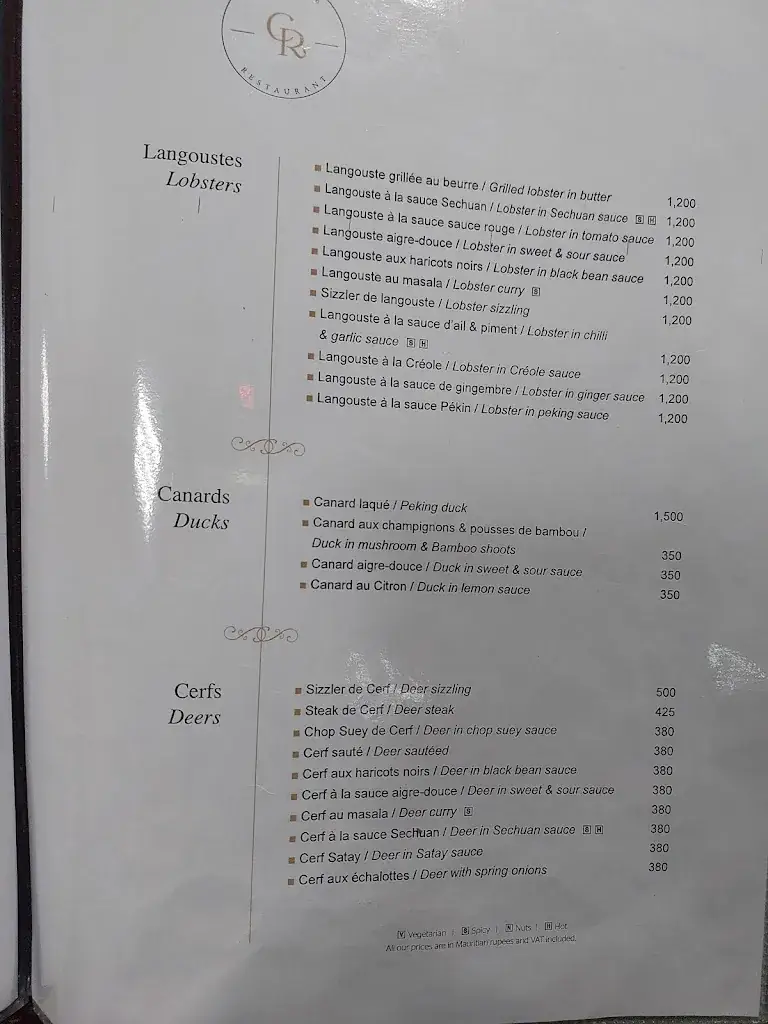 CR
RESTAURANT
Langoustes
Lobsters
Langouste grillée au beurre / Grilled lobster in butter 1,200
Langouste à la sauce Sechuan / Lobster in Sechuan sauce S H 1,200
Langouste à la sauce sauce rouge / Lobster in tomato sauce 1,200
Langouste aigre-douce / Lobster in sweet & sour sauce 1,200
Langouste aux haricots noirs / Lobster in black bean sauce 1,200
Langouste au masala / Lobster curry S 1,200
Sizzler de langouste / Lobster sizzling 1,200
Langouste à la sauce d'ail & piment / Lobster in chilli
& garlic sauce S H 1,200
Langouste à la Créole / Lobster in Créole sauce 1,200
Langouste à la sauce de gingembre / Lobster in ginger sauce 1,200
Langouste à la sauce Pékin / Lobster in peking sauce 1,200
Canards
Ducks
Canard laqué / Peking duck 1,500
Canard aux champignons & pousses de bambou /
Duck in mushroom & Bamboo shoots 350
Canard aigre-douce / Duck in sweet & sour sauce 350
Canard au Citron / Duck in lemon sauce 350
Cerfs
Deers
Sizzler de Cerf / Deer sizzling 500
Steak de Cerf / Deer steak 425
Chop Suey de Cerf / Deer in chop suey sauce 380
Cerf sauté / Deer sautéed 380
Cerf aux haricots noirs / Deer in black bean sauce 380
Cerf à la sauce aigre-douce / Deer in sweet & sour sauce 380
Cerf au masala / Deer curry S 380
Cerf à la sauce Sechuan / Deer in Sechuan sauce S H 380
Cerf Satay / Deer in Satay sauce 380
Cerf aux échalottes / Deer with spring onions 380
V Vegetarian | S Spicy | N Nuts | H Hot
All our prices are in Mauritian rupees and VAT included.